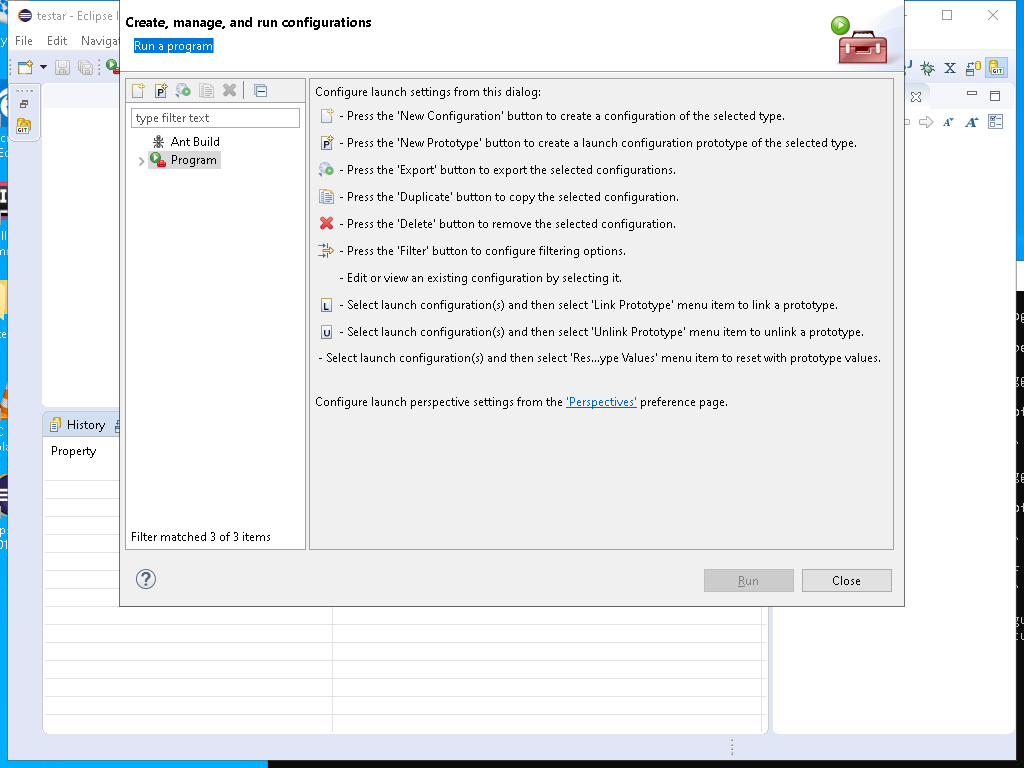 testar - Eclipse I
File Edit Navigat
Create, manage, and run configurations
Run a program
type filter text
Ant Build
Program
Filter matched 3 of 3 items
Configure launch settings from this dialog:
- Press the 'New Configuration' button to create a configuration of the selected type.
- Press the 'New Prototype' button to create a launch configuration prototype of the selected type.
- Press the 'Export' button to export the selected configurations.
- Press the 'Duplicate' button to copy the selected configuration.
- Press the 'Delete' button to remove the selected configuration.
- Press the 'Filter' button to configure filtering options.
- Edit or view an existing configuration by selecting it.
- Select launch configuration(s) and then select 'Link Prototype' menu item to link a prototype.
- Select launch configuration(s) and then select 'Unlink Prototype' menu item to unlink a prototype.
- Select launch configuration(s) and then select 'Res...ype Values' menu item to reset with prototype values.
Configure launch perspective settings from the 'Perspectives' preference page.
Run
Close
History
Property